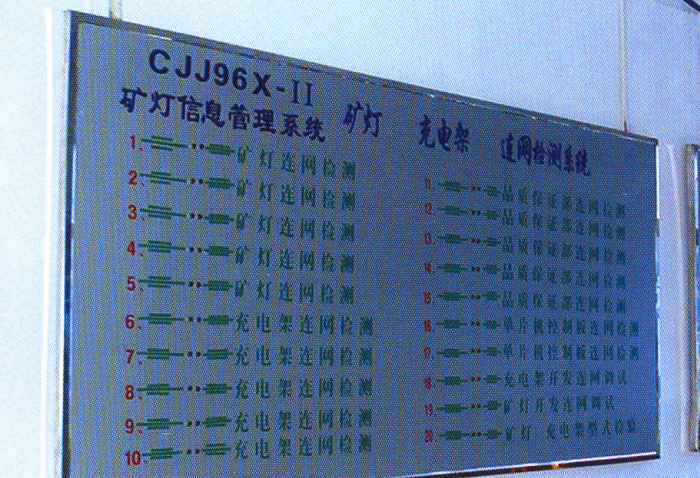 CJJ96X-II
矿灯信息管理系统 矿灯 充电架 连网检测系统
1、矿灯连网检测
2、矿灯连网检测
3、矿灯连网检测
4、矿灯连网检测
5、矿灯连网检测
6、充电架连网检测
7、充电架连网检测
8、充电架连网检测
9、充电架连网检测
10、充电架连网检测
11、品质保证部连网检测
12、品质保证部连网检测
13、品质保证部连网检测
14、品质保证部连网检测
15、品质保证部连网检测
16、单片机控制板连网检测
17、单片机控制板连网检测
18、充电架开发连网调试
19、矿灯开发连网调试
20、矿灯 充电架型式检验